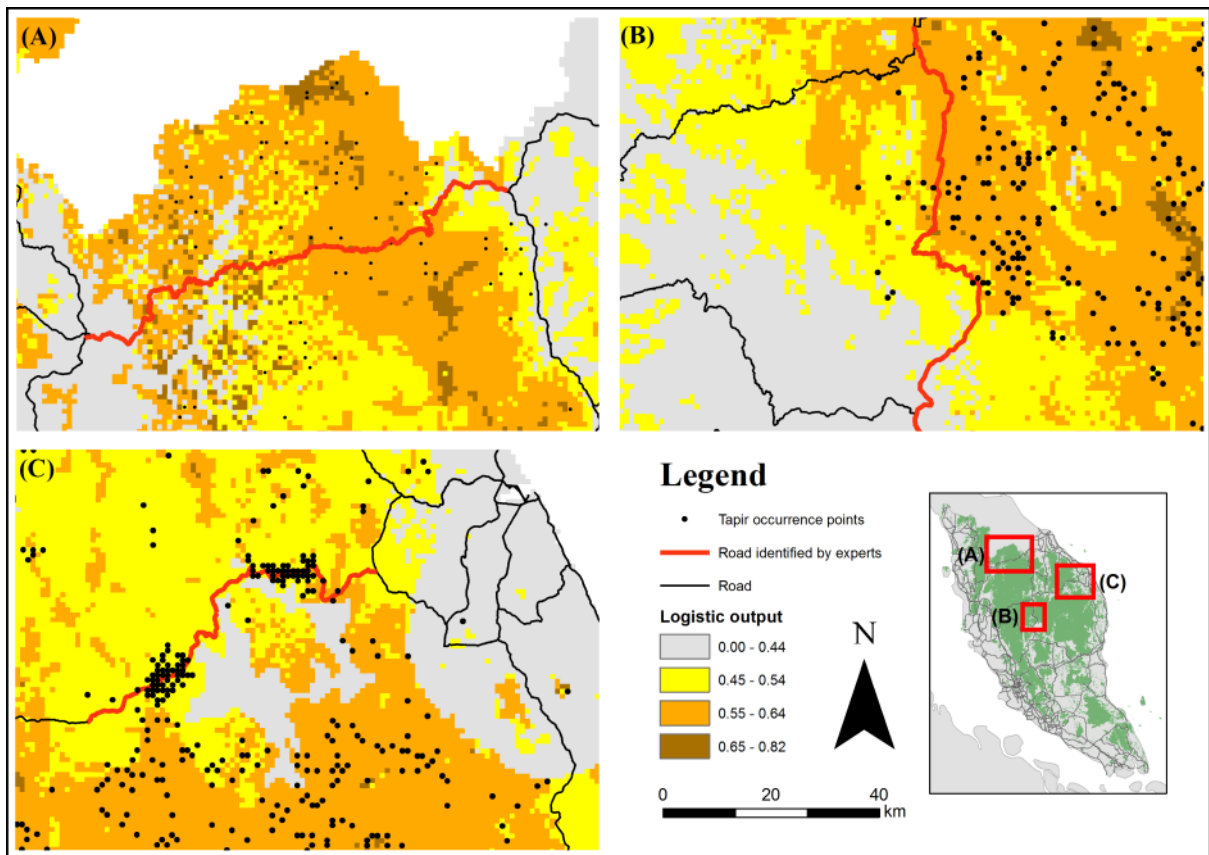 (A)
(B)
(C)
Legend
Tapir occurrence points
Road identified by experts
Road
Logistic output
0.00 - 0.44
0.45 - 0.54
0.55 - 0.64
0.65 - 0.82
N
0 20 40
km
(A)
(B)
(C)